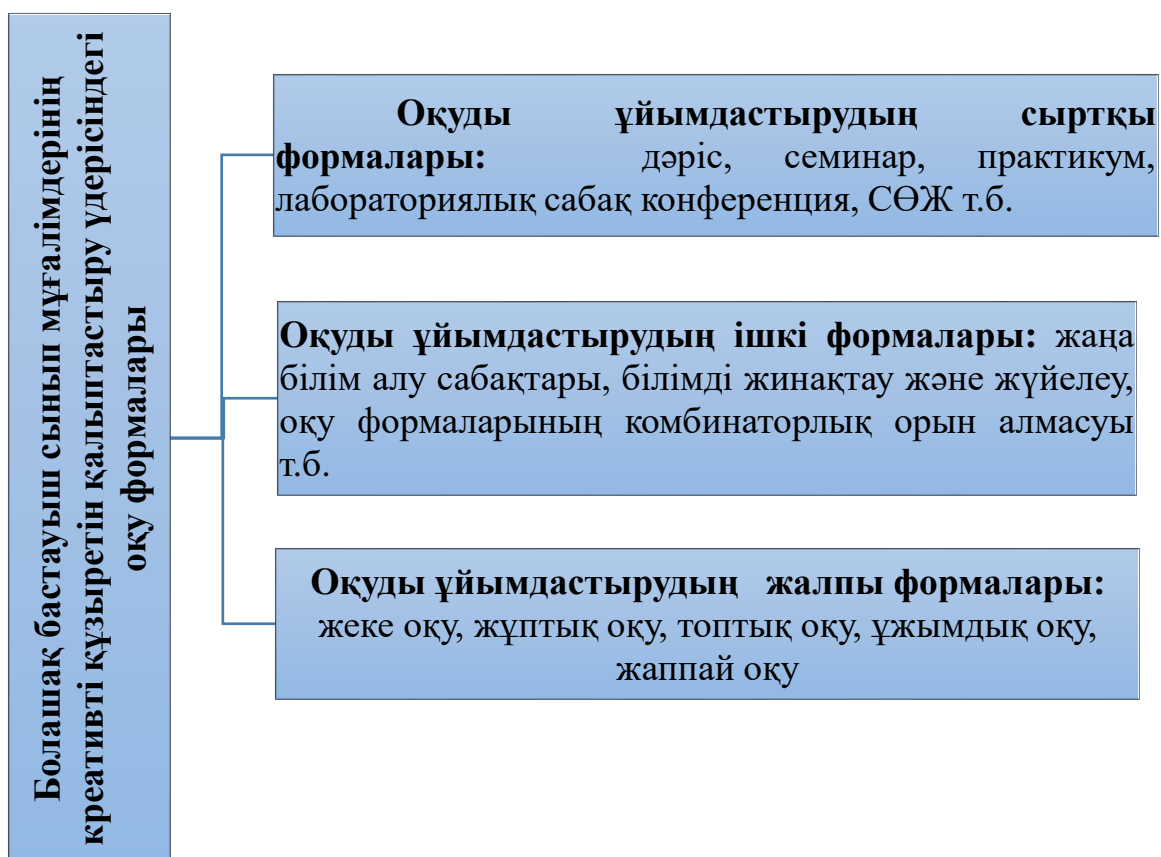 Болашақ бастауыш сынып мұғалімдерінің
креативті құзыретін қалыптастыру үдерісіндегі
оқу формалары
Оқуды ұйымдастырудың сыртқы
формалары: дәріс, семинар, практикум,
лабораториялық сабақ конференция, СӨЖ т.б.
Оқуды ұйымдастырудың ішкі формалары: жаңа
білім алу сабақтары, білімді жинақтау және жүйелеу,
оқу формаларының комбинаторлық орын алмасуы
т.б.
Оқуды ұйымдастырудың жалпы формалары:
жеке оқу, жұптық оқу, топтық оқу, ұжымдық оқу,
жаппай оқу